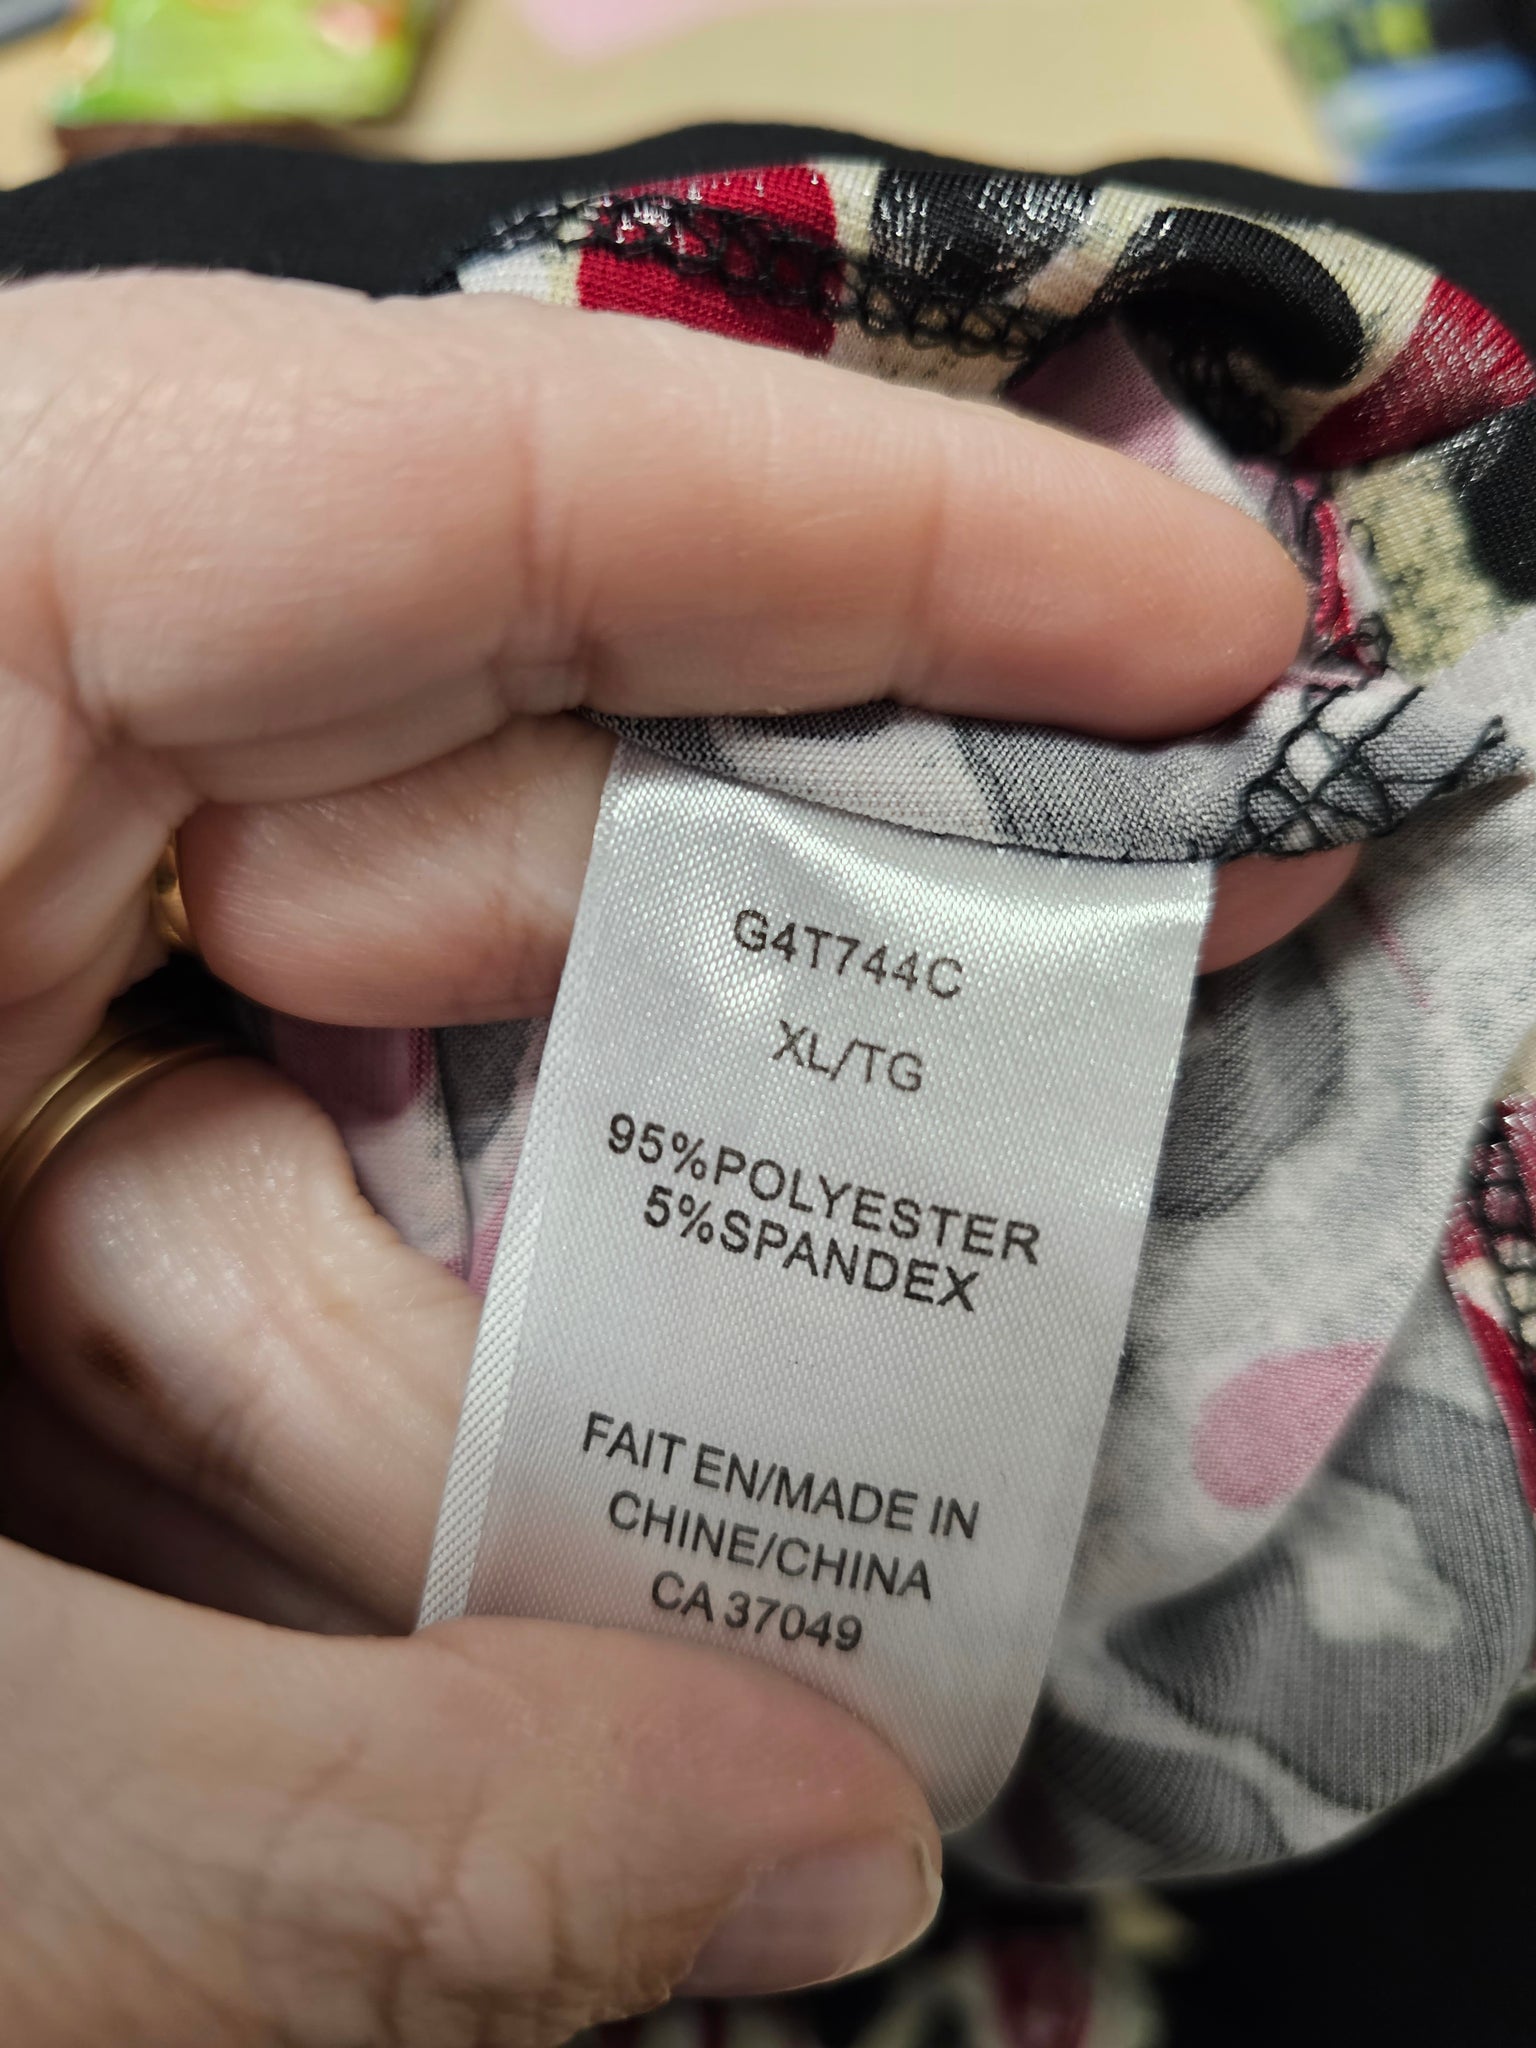 G4T744C
XL/TG
95%POLYESTER
5%SPANDEX
FAIT EN/MADE IN
CHINE/CHINA
CA 37049